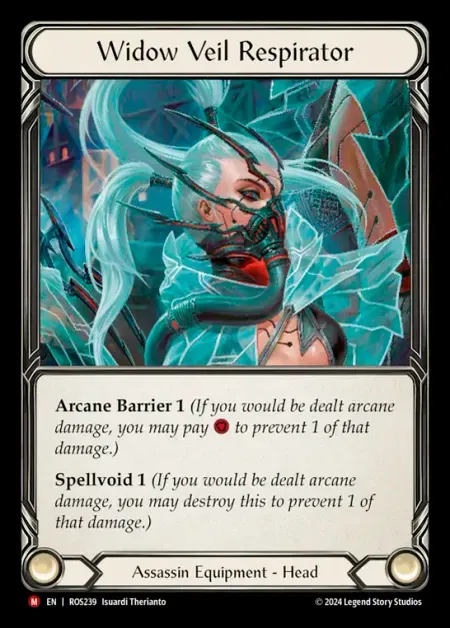 Widow Veil Respirator
Arcane Barrier 1 (If you would be dealt arcane
damage, you may pay to prevent 1 of that
damage.)
Spellvoid 1 (If you would be dealt arcane
damage, you may destroy this to prevent 1 of
that damage.)
Assassin Equipment - Head
M EN | ROS239 Isuardi Therianto © 2024 Legend Story Studios